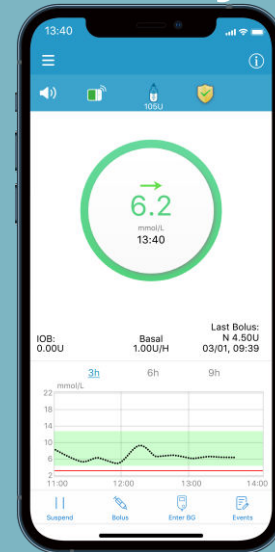 13:40
105U
6.2
mmol/L
13:40
IOB:
0.00U
Basal
1.00U/H
Last Bolus:
N 4.50U
03/01, 09:39
3h 6h 9h
mmol/L
22
18
14
10
6
2
11:00 12:00 13:00 14:00
Suspend Bolus Enter BG Events